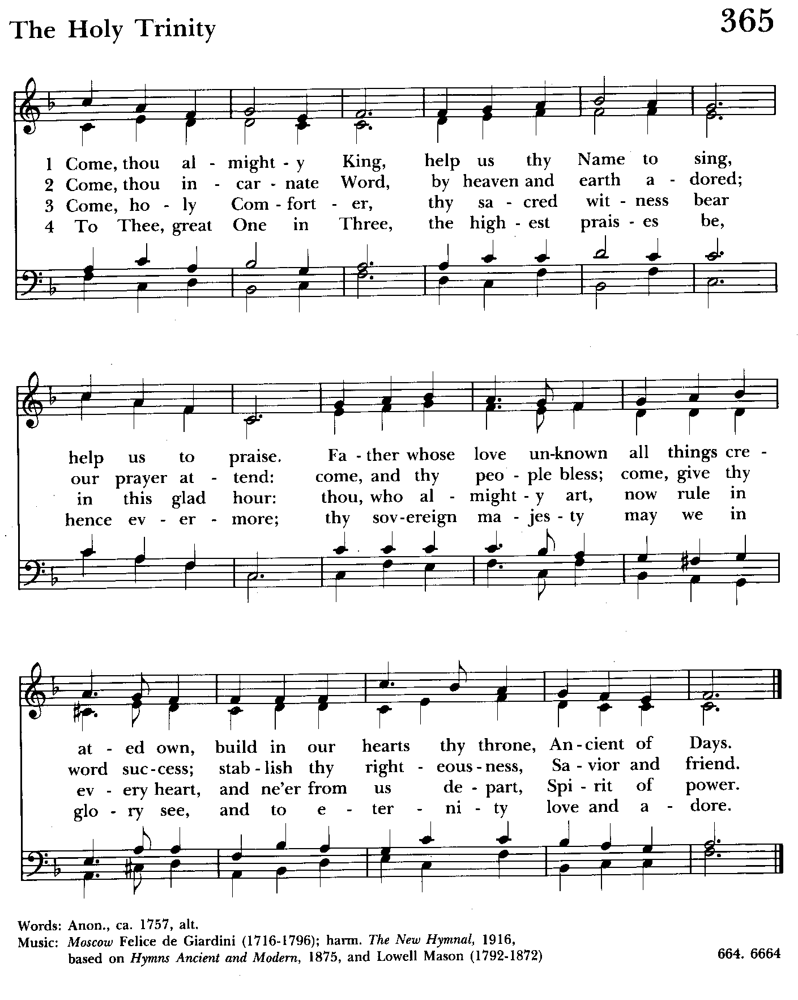 The Holy Trinity 365
1 Come, thou al - might - y King, help us thy Name to sing,
2 Come, thou in - car - nate Word, by heaven and earth a - dored;
3 Come, ho - ly Com - fort - er, thy sa - cred wit - ness bear
4 To Thee, great One in Three, the high - est prais - es be,
help us to praise. Fa - ther whose love un-known all things cre -
our prayer at - tend: come, and thy peo - ple bless; come, give thy
in this glad hour: thou, who al - might - y art, now rule in
hence ev - er - more; thy sov-ereign ma - jes - ty may we in
at - ed own, build in our hearts thy throne, An - cient of Days.
word suc - cess; stab - lish thy right - eous - ness, Sa - vior and friend.
ev - ery heart, and ne'er from us de - part, Spi - rit of power.
glo - ry see, and to e - ter - ni - ty love and a - dore.
Words: Anon., ca. 1757, alt.
Music: Moscow Felice de Giardini (1716-1796); harm. The New Hymnal, 1916,
based on Hymns Ancient and Modern, 1875, and Lowell Mason (1792-1872) 664. 6664